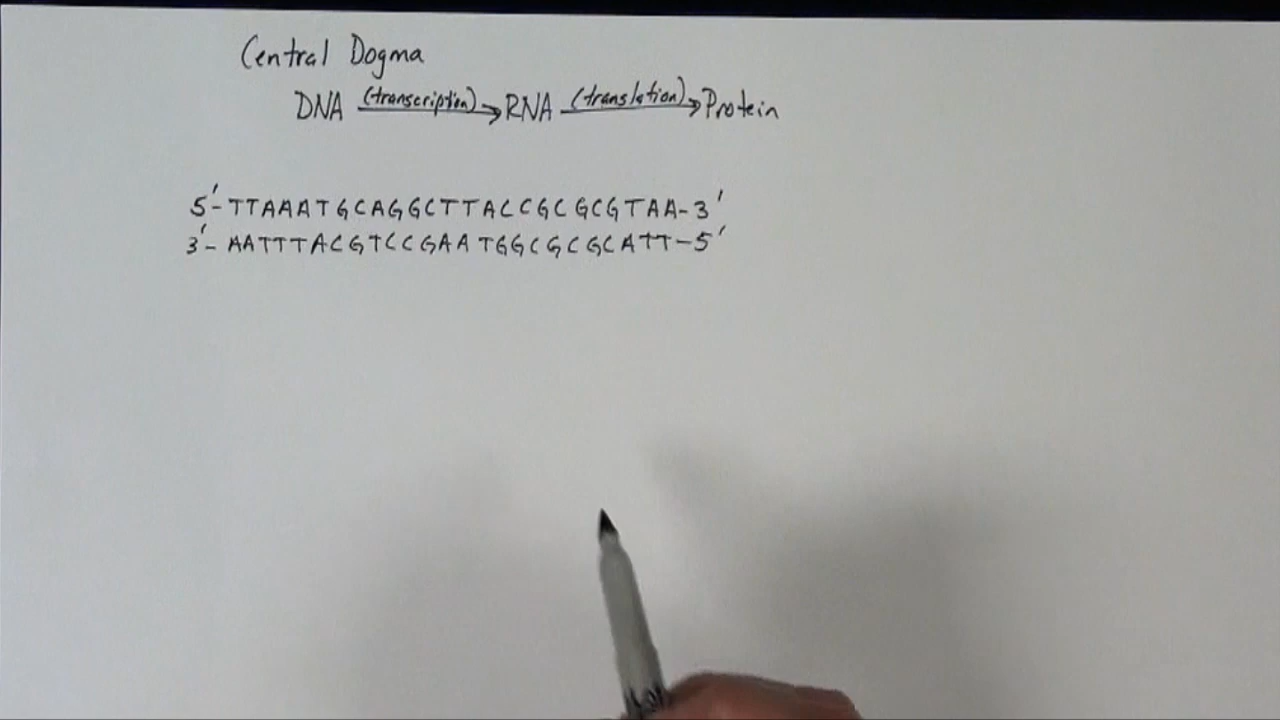 Central Dogma
DNA (transcription) → RNA (translation) → Protein
5'-TTAAATGCAGGCTTACCGCGCGTAA-3'
3'-AATTTACGTCCGAATGGCGCGCATT-5'